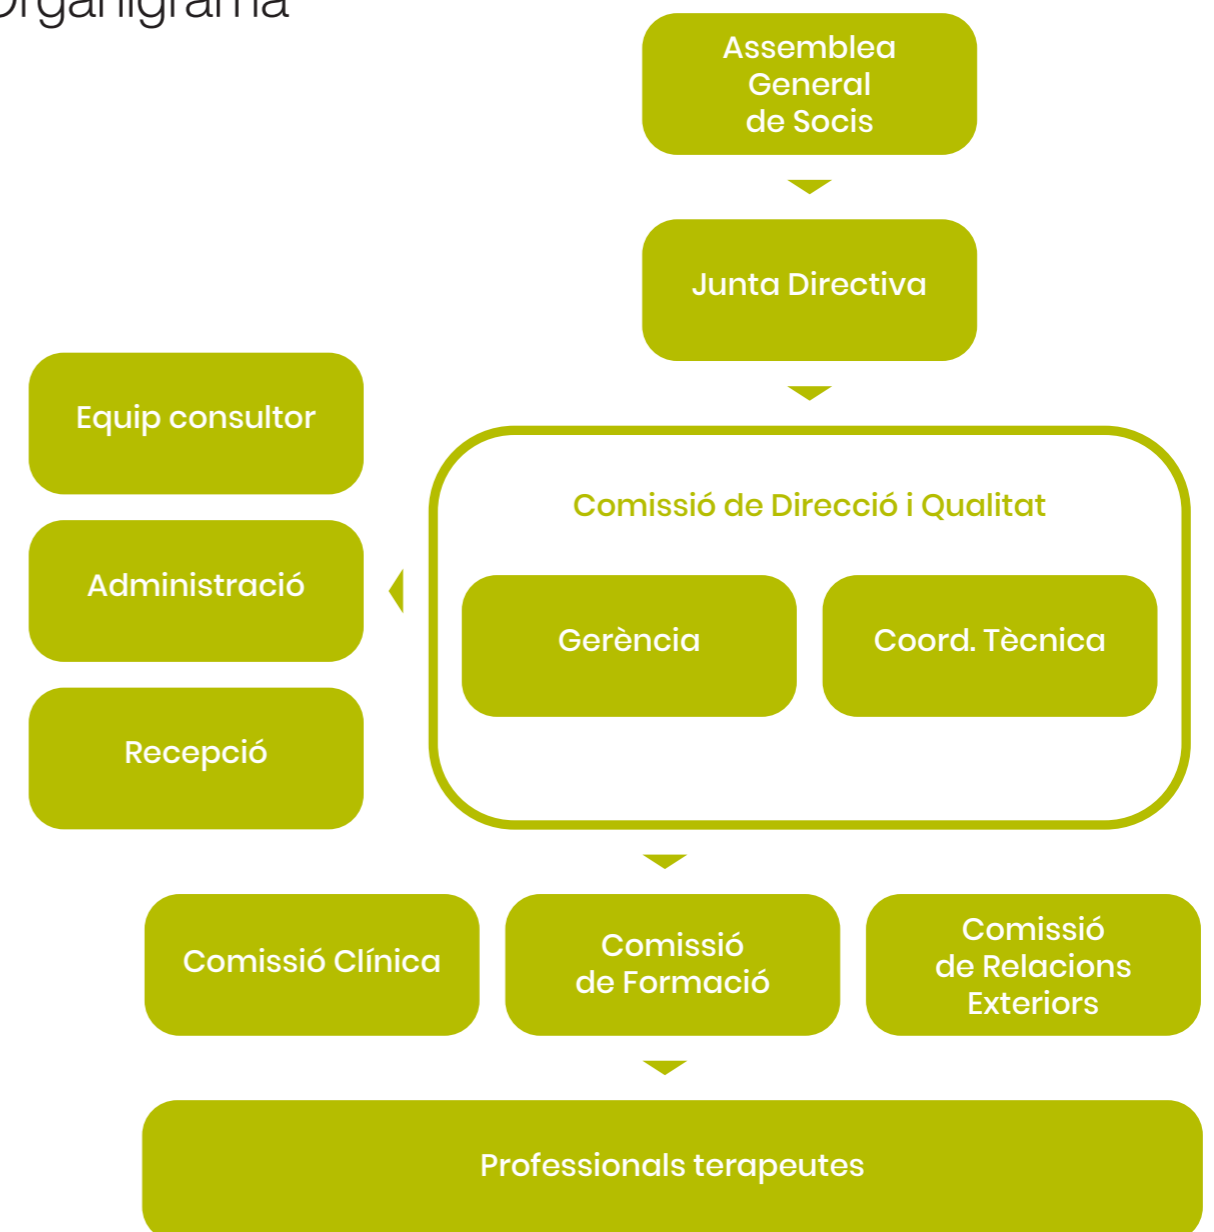 Organigrama
Assemblea
General
de Socis
Junta Directiva
Equip consultor
Administració
Recepció
Comissió de Direcció i Qualitat
Gerència
Coord. Tècnica
Comissió Clínica
Comissió
de Formació
Comissió
de Relacions
Exteriors
Professionals terapeutes